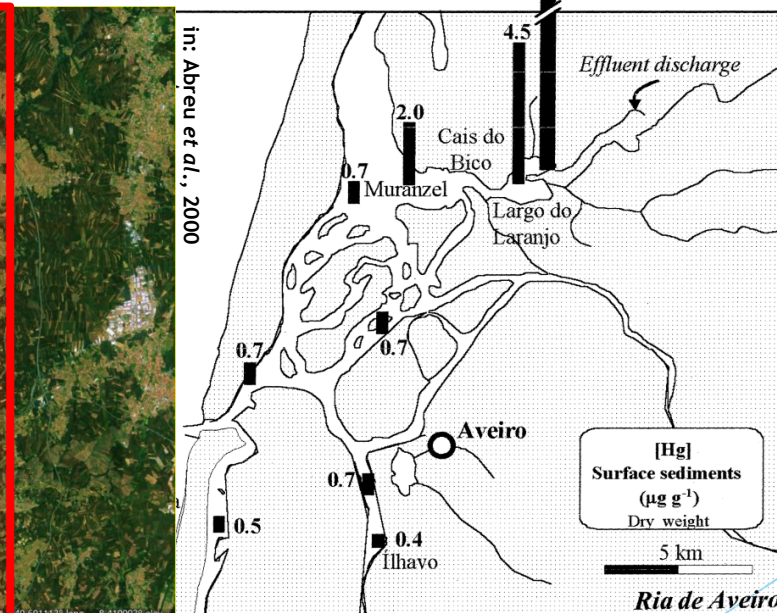 in: Abreu et al., 2000
4.5
Effluent discharge
2.0
Cais do
Bico
0.7
Muranzel
Largo do
Laranjo
0.7
0.7
Aveiro
[Hg]
Surface sediments
(µg g⁻¹)
Dry weight
0.7
0.5
0.4
Ílhavo
5 km
Ria de Aveiro